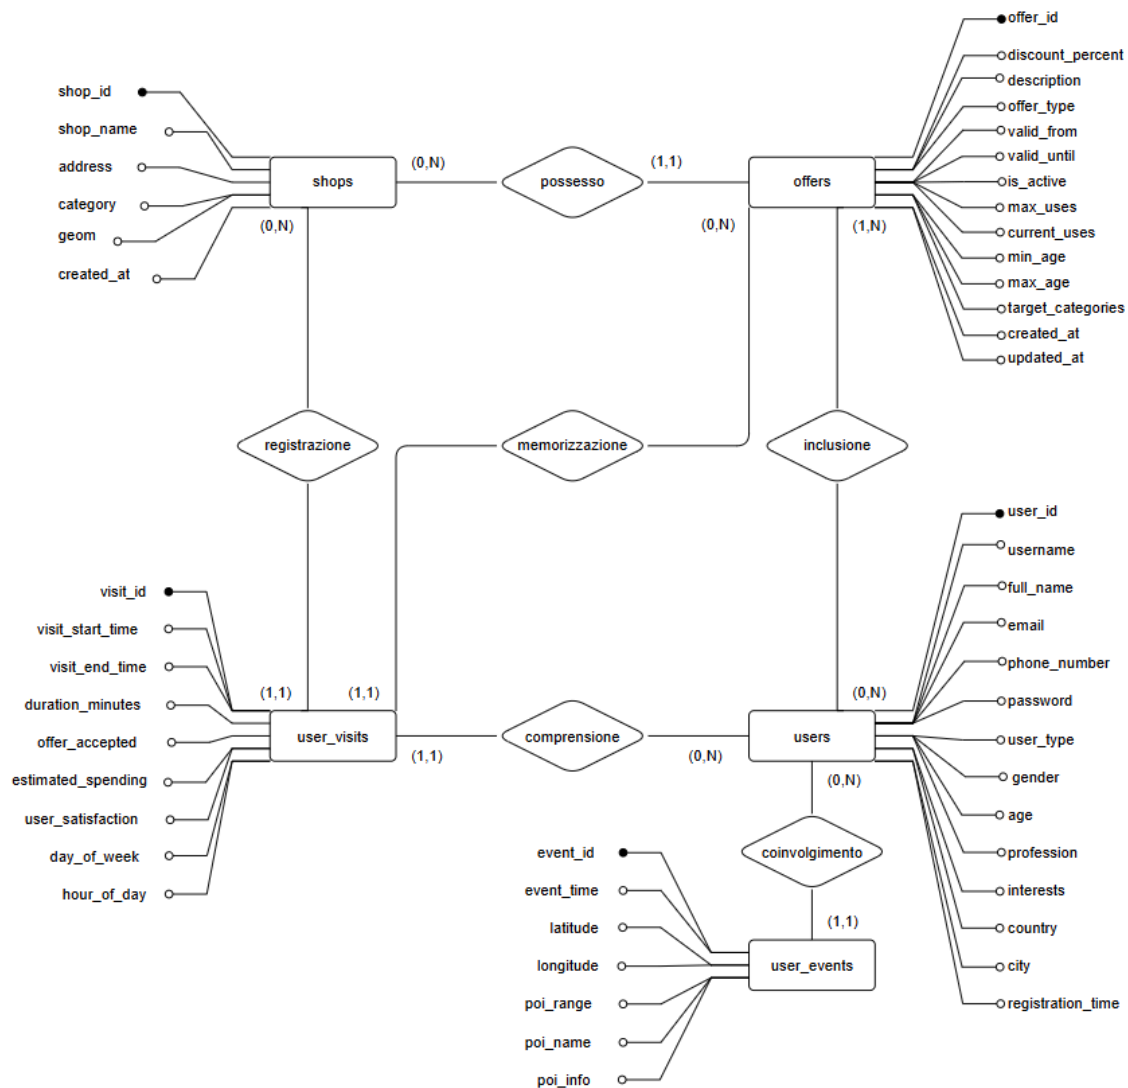 offer_id
discount_percent
description
offer_type
valid_from
valid_until
is_active
max_uses
current_uses
min_age
max_age
target_categories
created_at
updated_at
shop_id
shop_name
address
category
geom
created_at
shops
(0,N)
possesso
(1,1)
offers
(0,N)
(0,N)
(1,N)
registrazione
memorizzazione
inclusione
user_id
username
full_name
email
phone_number
password
user_type
gender
age
profession
interests
country
city
registration_time
visit_id
visit_start_time
visit_end_time
duration_minutes
offer_accepted
estimated_spending
user_satisfaction
day_of_week
hour_of_day
(1,1)
(1,1)
(0,N)
user_visits
(1,1)
comprensione
(0,N)
users
(0,N)
coinvolgimento
(1,1)
event_id
event_time
latitude
longitude
poi_range
poi_name
poi_info
user_events